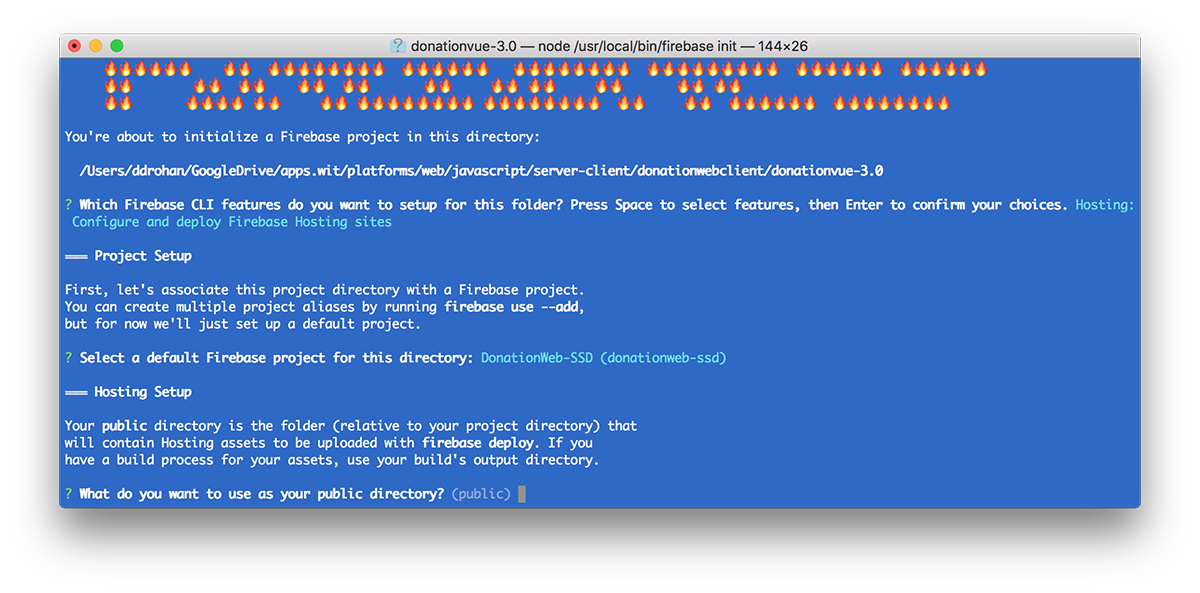 donationvue-3.0 — node /usr/local/bin/firebase init — 144×26
You're about to initialize a Firebase project in this directory:
/Users/ddrohan/GoogleDrive/apps.wit/platforms/web/javascript/server-client/donationwebclient/donationvue-3.0
? Which Firebase CLI features do you want to setup for this folder? Press Space to select features, then Enter to confirm your choices. Hosting:
Configure and deploy Firebase Hosting sites
=== Project Setup
First, let's associate this project directory with a Firebase project.
You can create multiple project aliases by running firebase use --add,
but for now we'll just set up a default project.
? Select a default Firebase project for this directory: DonationWeb-SSD (donationweb-ssd)
=== Hosting Setup
Your public directory is the folder (relative to your project directory) that
will contain Hosting assets to be uploaded with firebase deploy. If you
have a build process for your assets, use your build's output directory.
? What do you want to use as your public directory? (public)